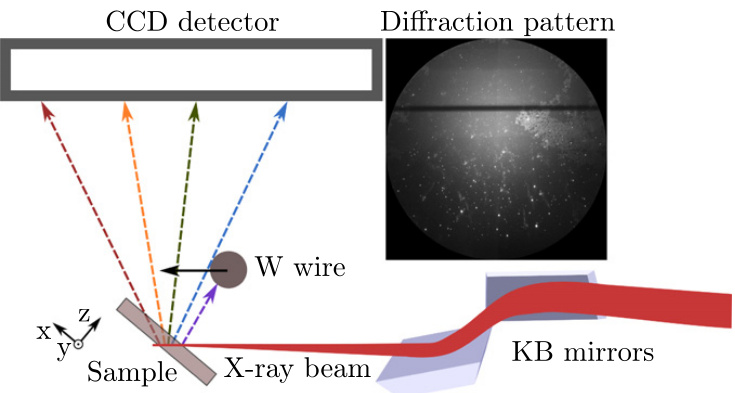 CCD detector
Diffraction pattern
W wire
z
x
y
Sample
X-ray beam
KB mirrors